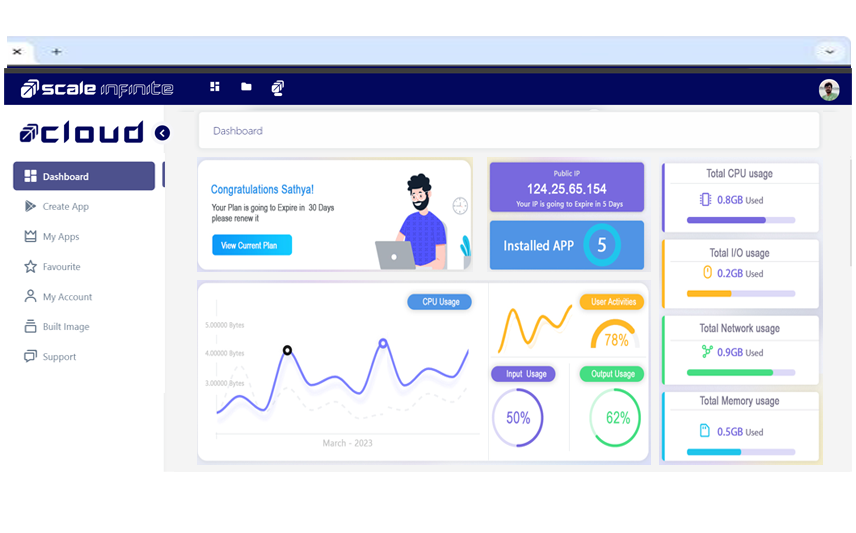 scale infinite
cloud
Dashboard
Create App
My Apps
Favourite
My Account
Built Image
Support
Dashboard
Congratulations Sathya!
Your Plan is going to Expire in 30 Days
please renew it
View Current Plan
Public IP
124.25.65.154
Your IP is going to Expire in 5 Days
Installed APP 5
CPU Usage
5.00000 Bytes
4.00000 Bytes
3.00000 Bytes
March - 2023
User Activities
78%
Input Usage
50%
Output Usage
62%
Total CPU usage
0.8GB Used
Total I/O usage
0.2GB Used
Total Network usage
0.9GB Used
Total Memory usage
0.5GB Used